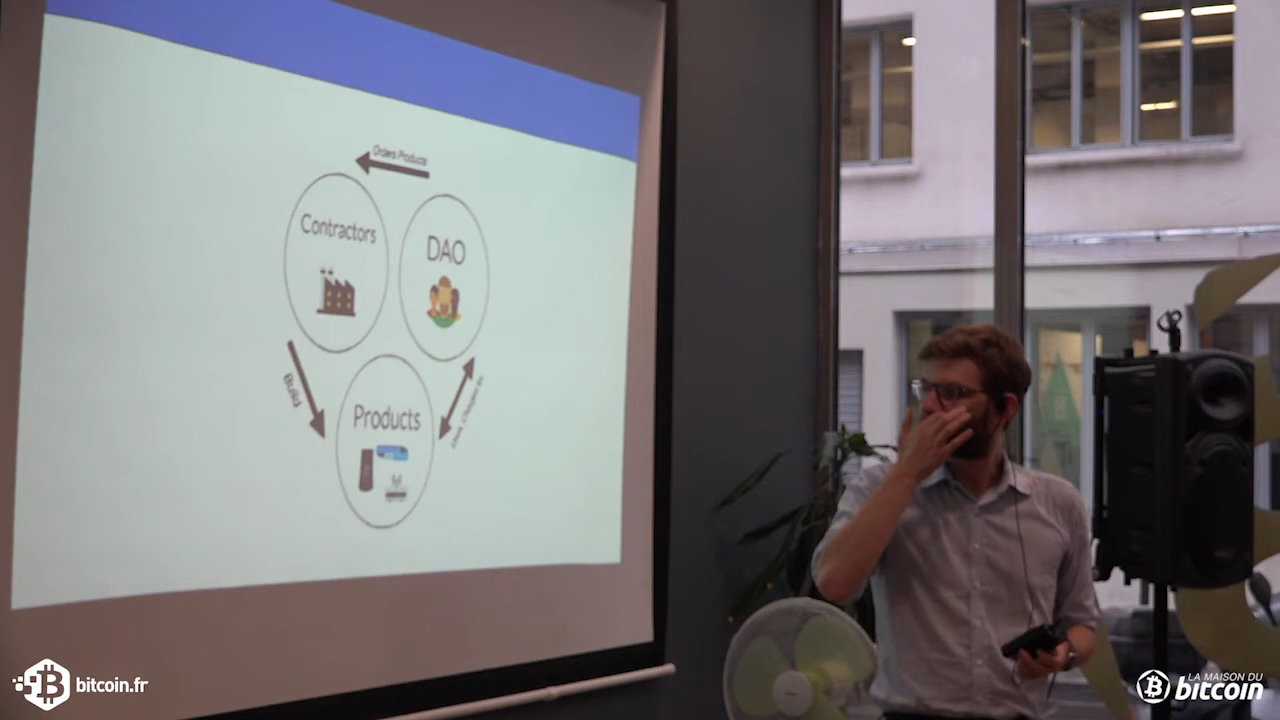 Orders Products
Contractors
DAO
Build
Products
M
bitcoin.fr
LA MAISON DU
bitcoin